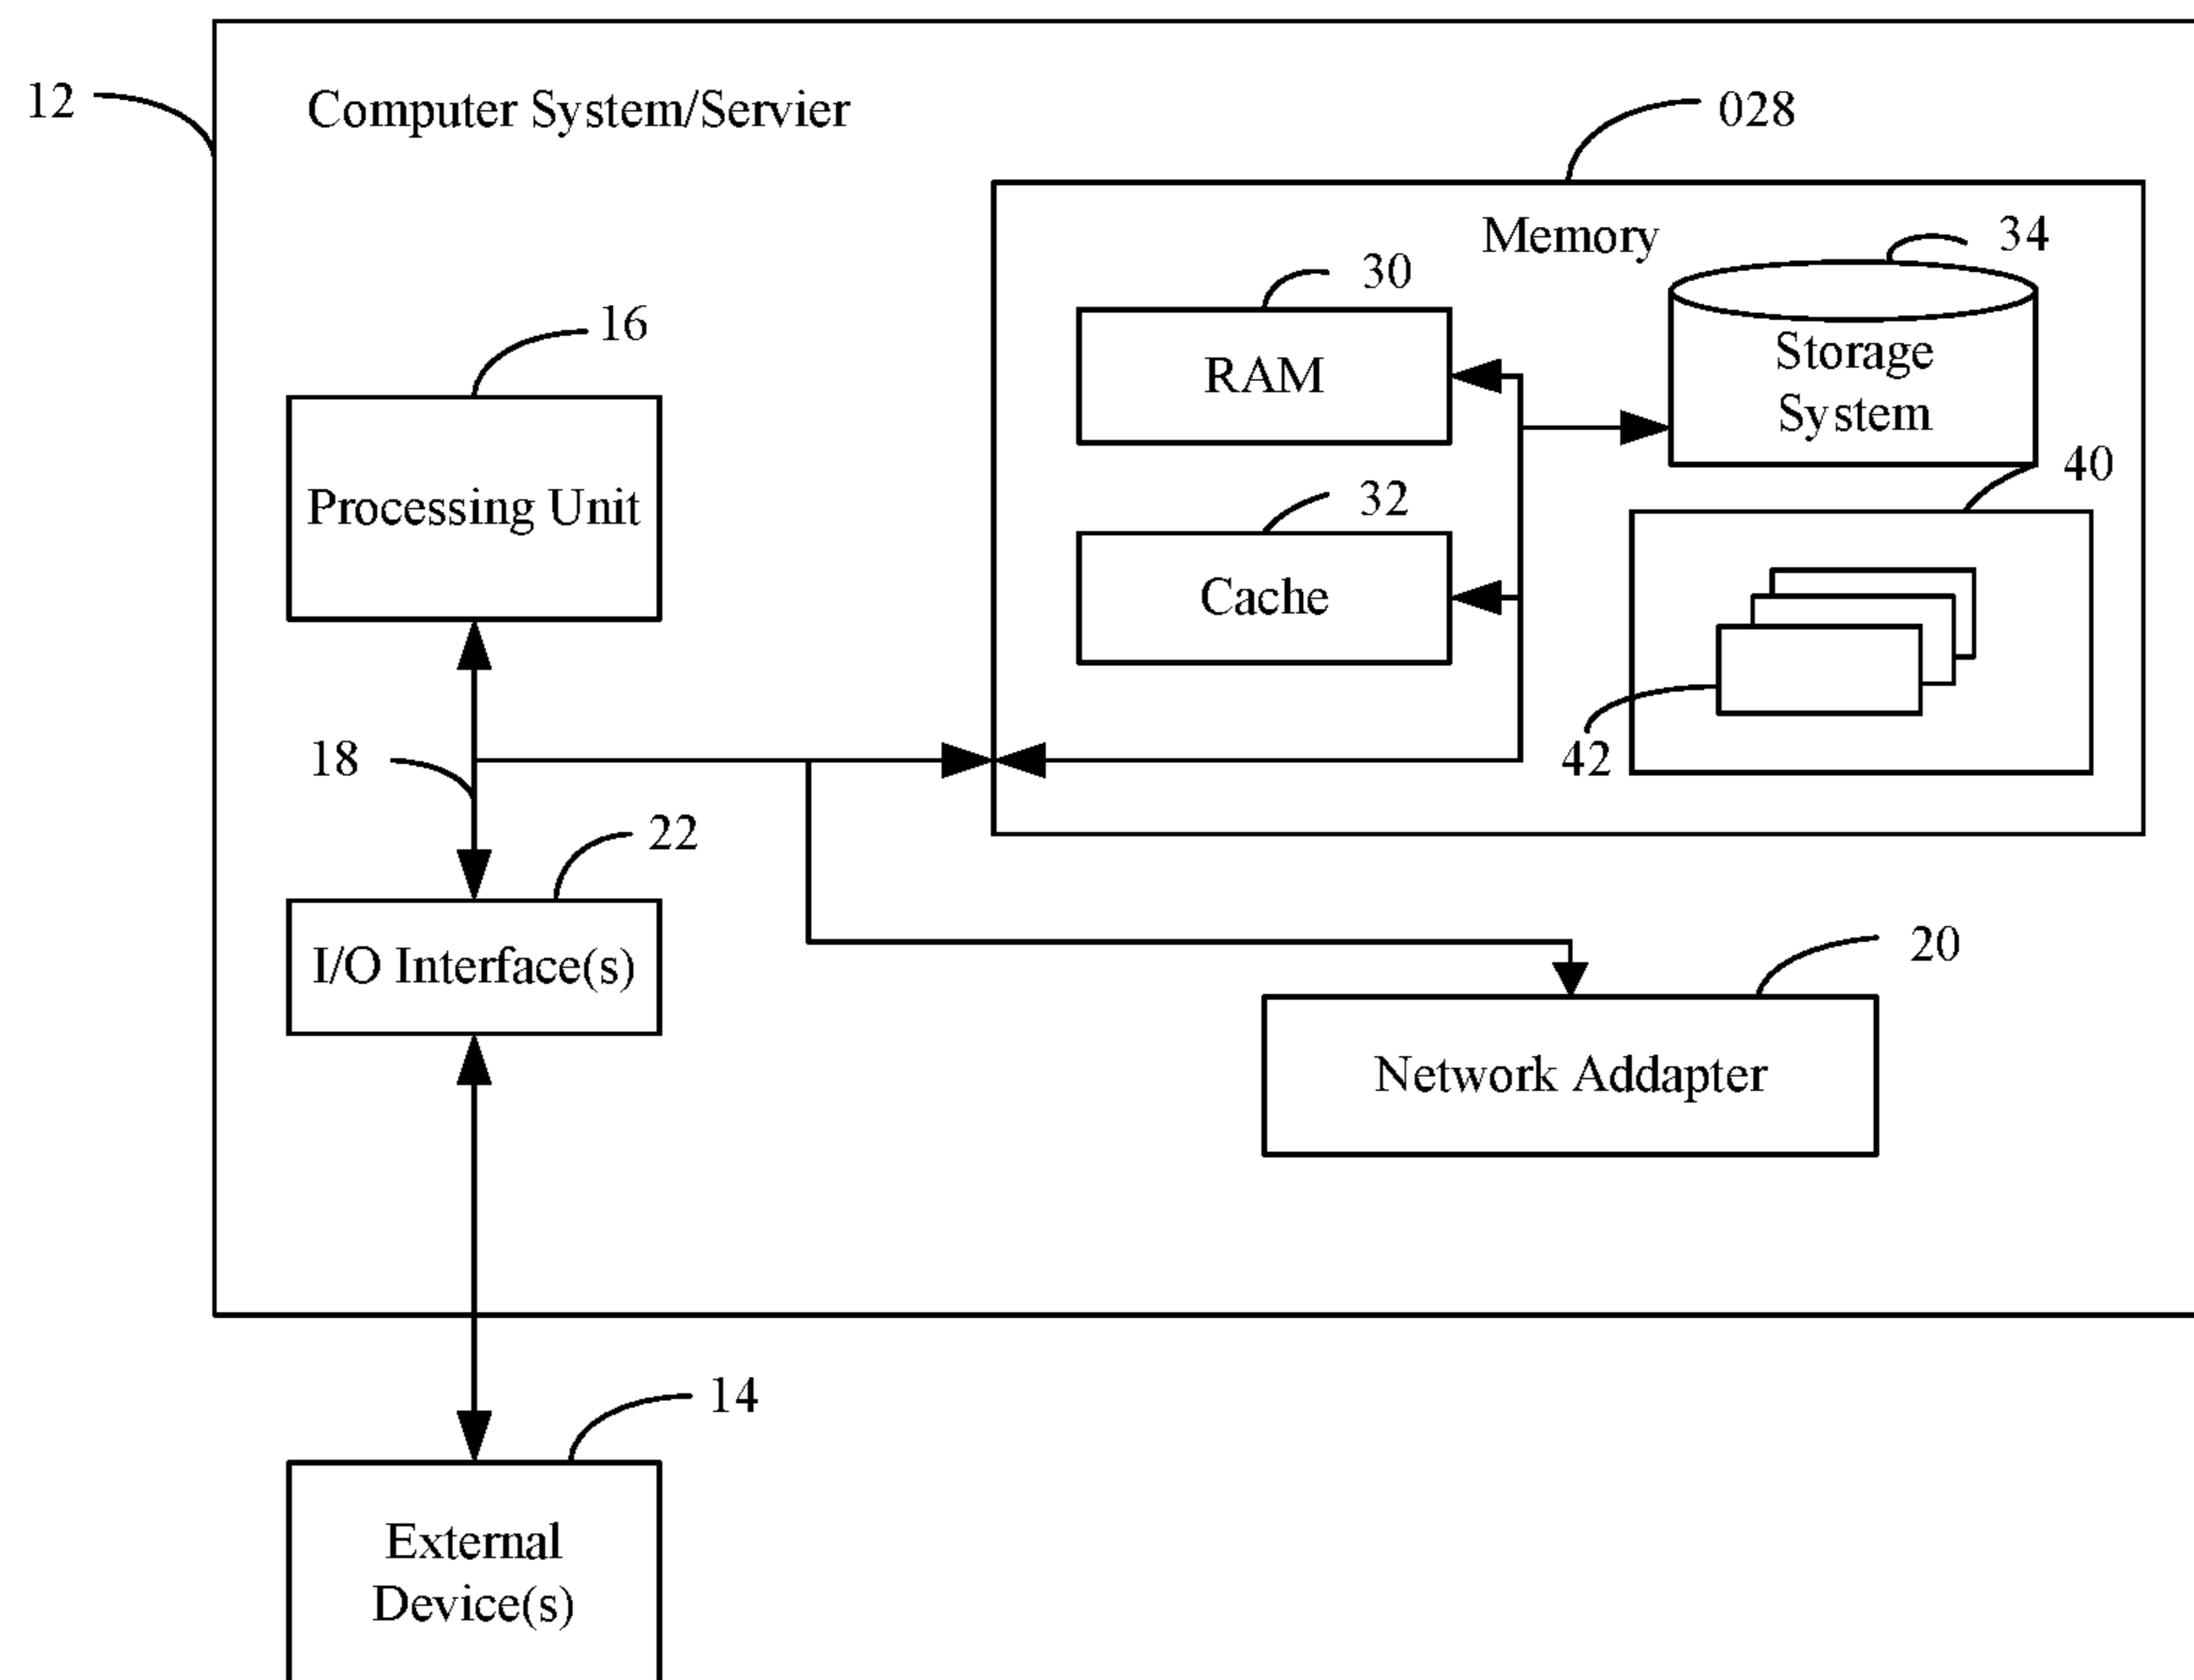 12
Computer System/Servier
028
Memory
34
30
16
RAM
Storage
System
40
32
Processing Unit
Cache
18
42
22
20
I/O Interface(s)
Network Addapter
14
External
Device(s)